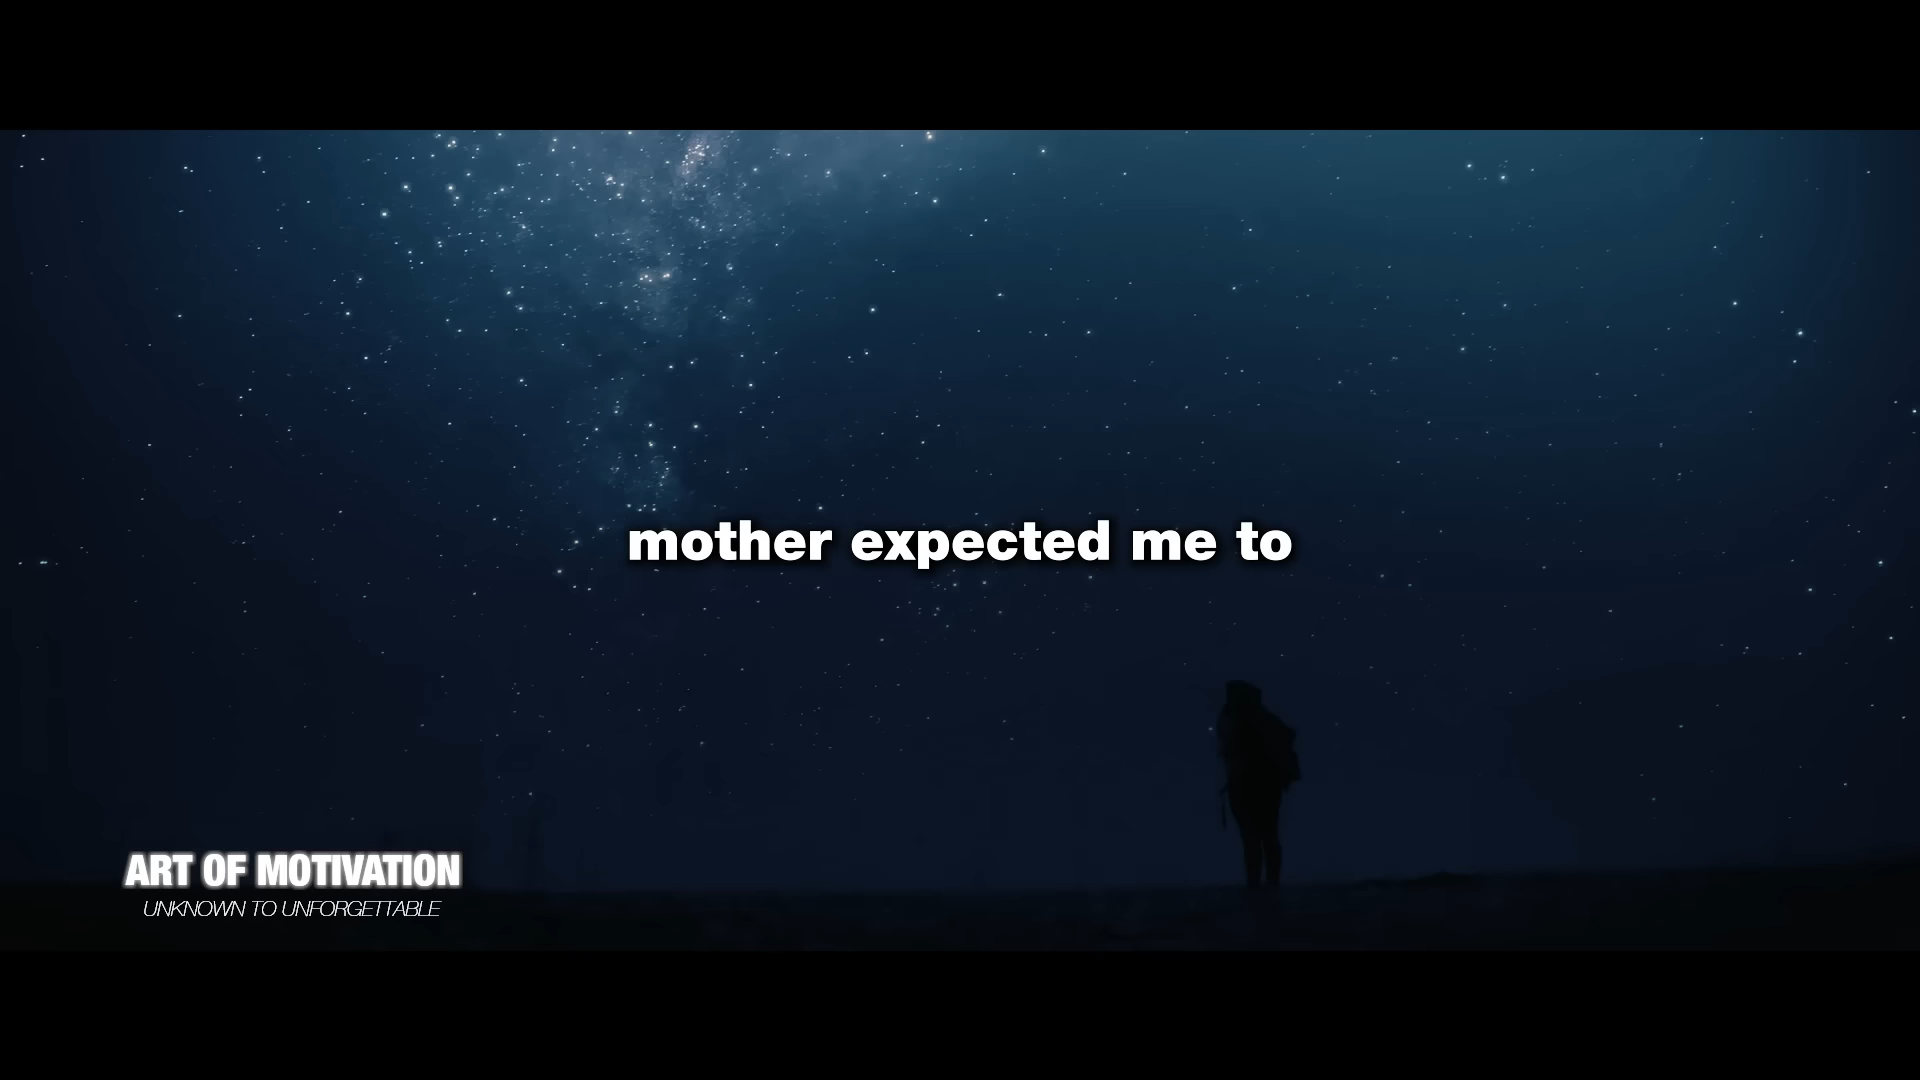 mother expected me to
ART OF MOTIVATION
UNKNOWN TO UNFORGETTABLE